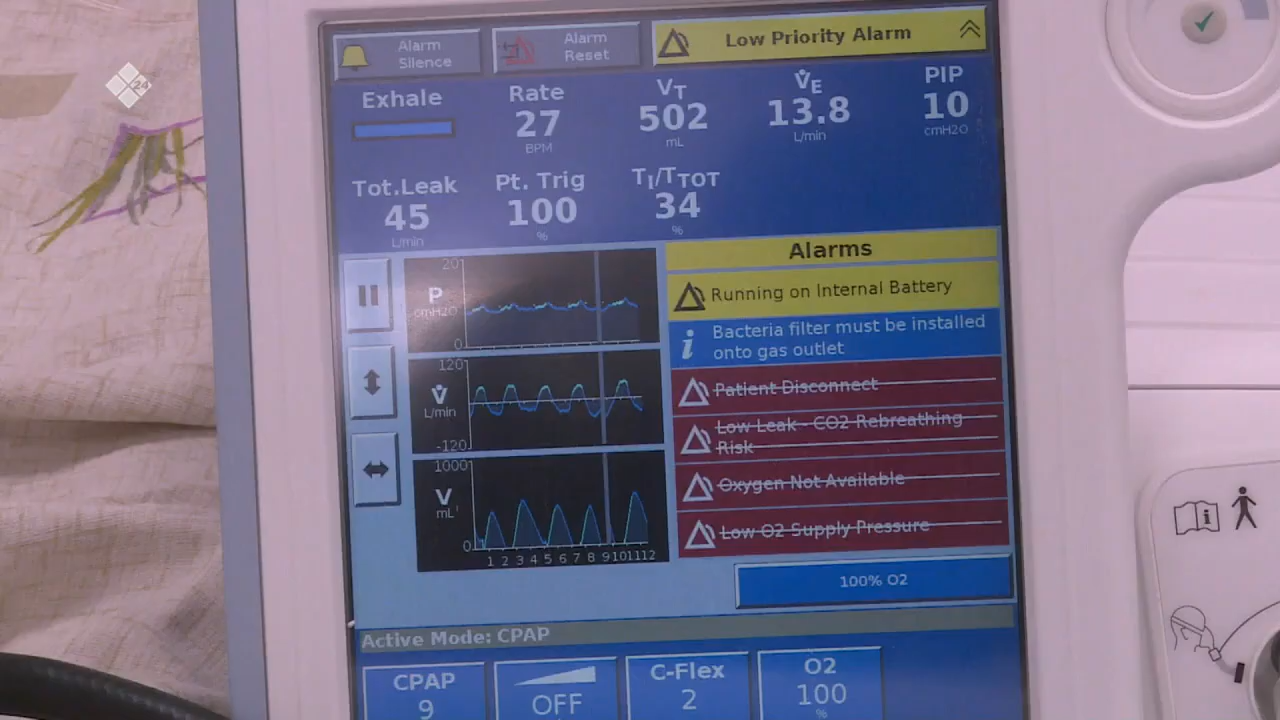 Alarm Silence
Alarm Reset
Low Priority Alarm
24
Exhale
Rate
27
BPM
VT
502
mL
V̇E
13.8
L/min
PIP
10
cmH2O
Tot.Leak
45
L/min
Pt. Trig
100
%
TI/TTOT
34
%
20
P
cmH2O
0
120
V̇
L/min
-120
1000
V
mL
0
1 2 3 4 5 6 7 8 9 10 11 12
Alarms
Running on Internal Battery
i Bacteria filter must be installed
onto gas outlet
Patient Disconnect
Low Leak - CO2 Rebreathing
Risk
Oxygen Not Available
Low O2 Supply Pressure
100% O2
Active Mode: CPAP
CPAP
9
OFF
C-Flex
2
O2
100
%
i